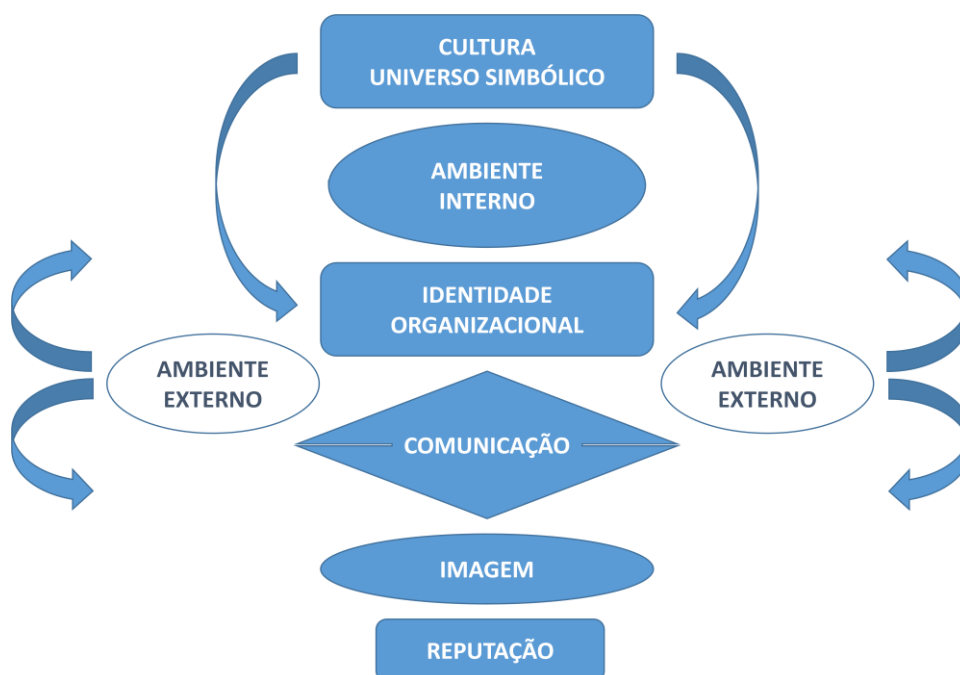 CULTURA
UNIVERSO SIMBÓLICO
AMBIENTE
INTERNO
IDENTIDADE
ORGANIZACIONAL
AMBIENTE
EXTERNO
AMBIENTE
EXTERNO
COMUNICAÇÃO
IMAGEM
REPUTAÇÃO